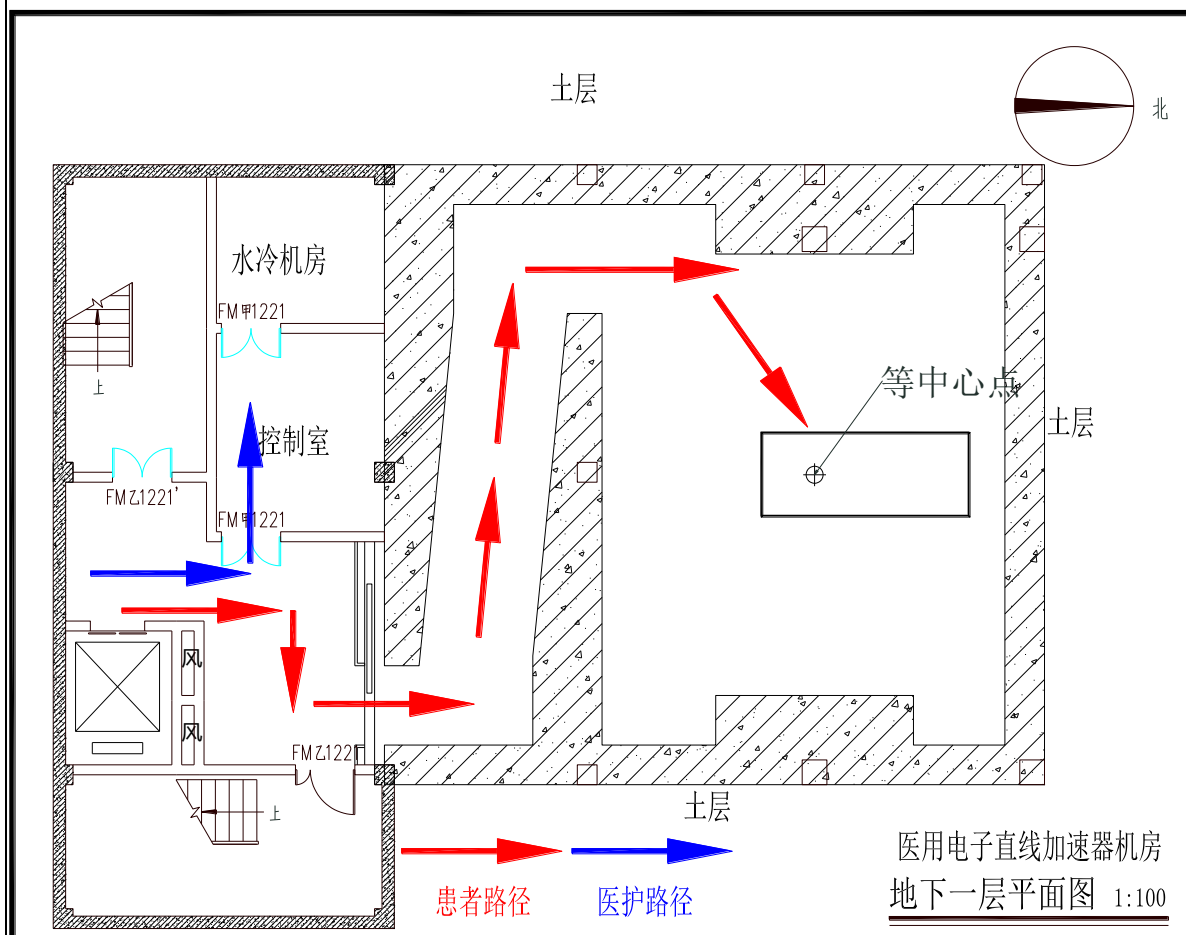 土层
北
水冷机房
FM甲1221
上
等中心点
土层
控制室
FM乙1221'
FM甲1221
风
风
FM乙1221
上
土层
患者路径
医护路径
医用电子直线加速器机房
地下一层平面图 1:100